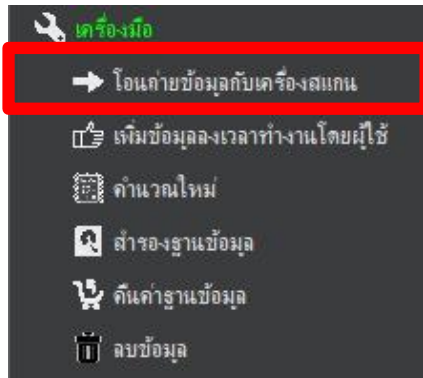 เครื่องมือ
โอนถ่ายข้อมูลกับเครื่องสแกน
เพิ่มข้อมูลลงเวลาทำงานโดยผู้ใช้
คำนวณใหม่
สำรองฐานข้อมูล
คืนค่าฐานข้อมูล
ลบข้อมูล